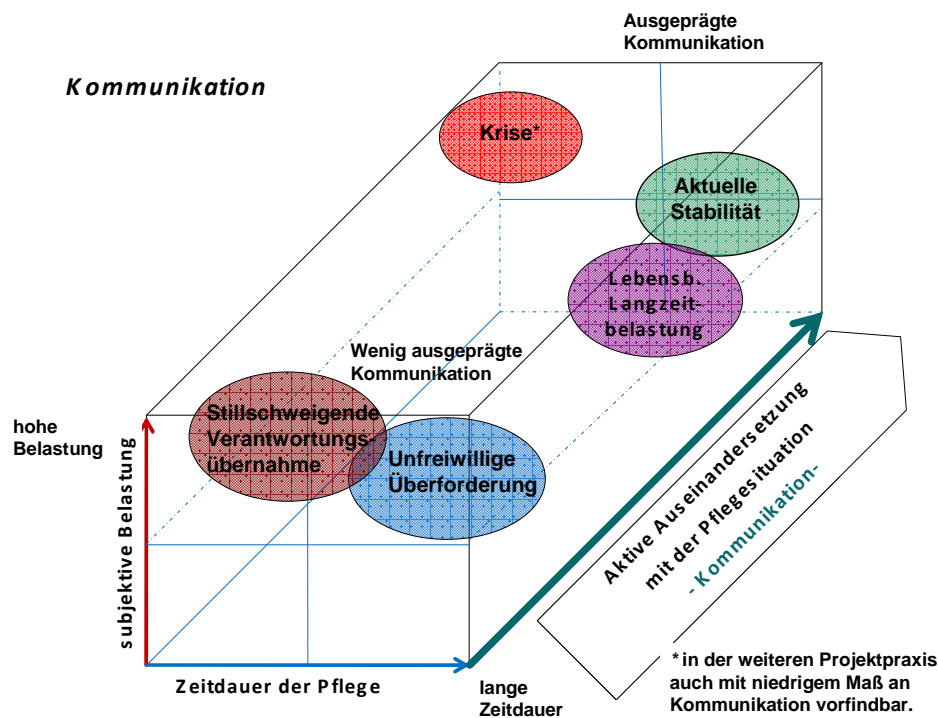 Ausgeprägte
Kommunikation
Kommunikation
Krise*
Aktuelle
Stabilität
Lebensb.
Langzeit-
belastung
Wenig ausgeprägte
Kommunikation
hohe
Belastung
Stillschweigende
Verantwortungs-
übernahme
Unfreiwillige
Überforderung
subjektive Belastung
Aktive Auseinandersetzung
mit der Pflegesituation
- Kommunikation-
Zeitdauer der Pflege
lange
Zeitdauer
* in der weiteren Projektpraxis
auch mit niedrigem Maß an
Kommunikation vorfindbar.